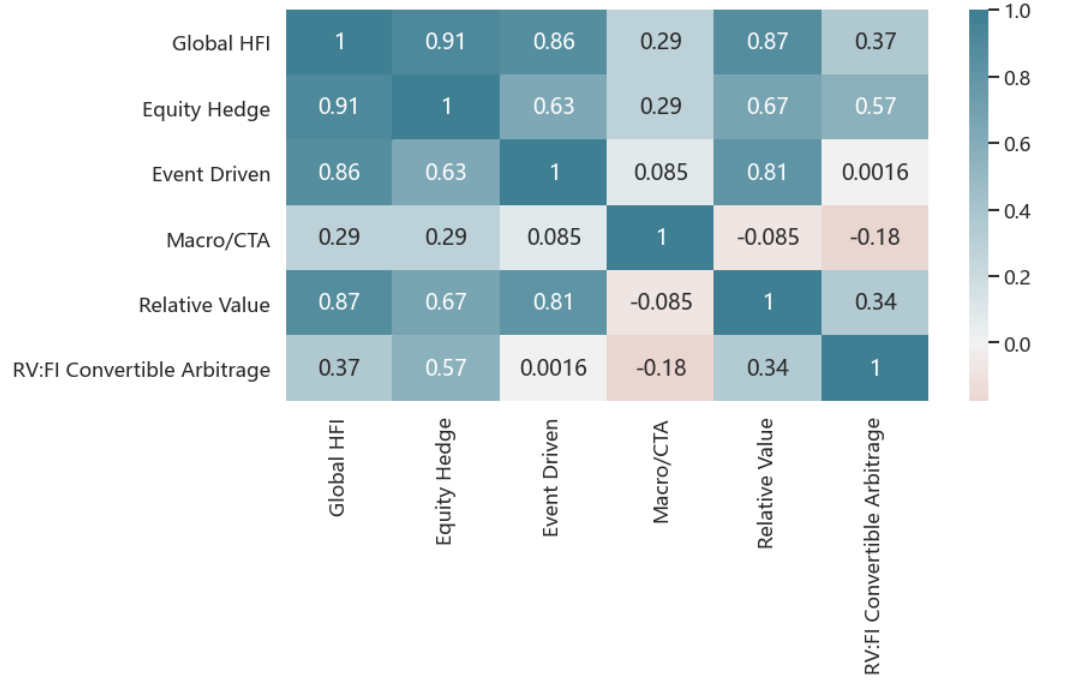 Global HFI 1 0.91 0.86 0.29 0.87 0.37
Equity Hedge 0.91 1 0.63 0.29 0.67 0.57
Event Driven 0.86 0.63 1 0.085 0.81 0.0016
Macro/CTA 0.29 0.29 0.085 1 -0.085 -0.18
Relative Value 0.87 0.67 0.81 -0.085 1 0.34
RV:FI Convertible Arbitrage 0.37 0.57 0.0016 -0.18 0.34 1
Global HFI
Equity Hedge
Event Driven
Macro/CTA
Relative Value
RV:FI Convertible Arbitrage
1.0
0.8
0.6
0.4
0.2
0.0